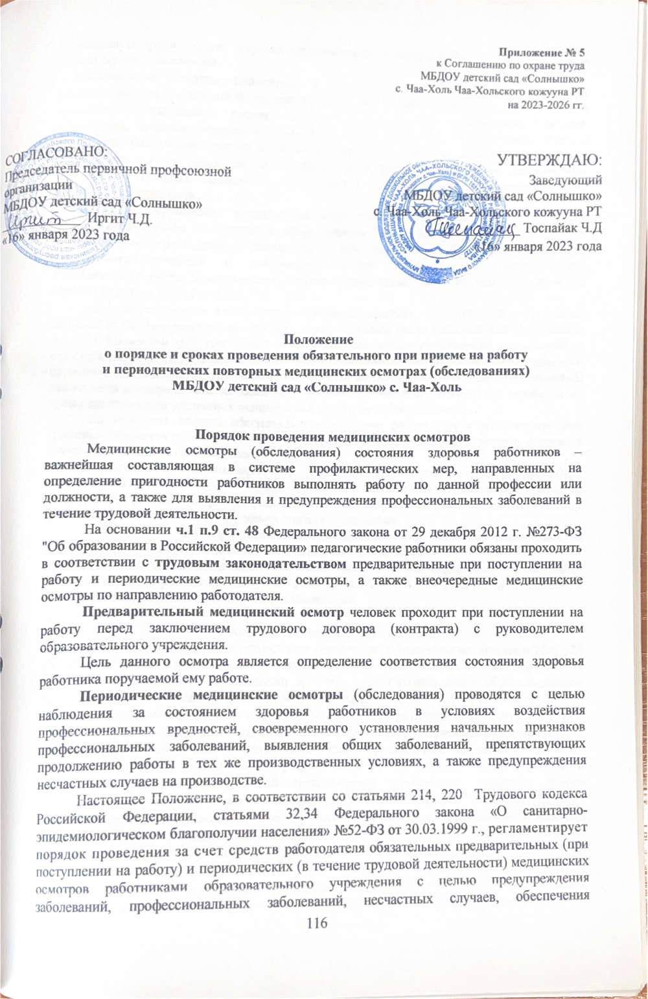 Приложение № 5
к Соглашению по охране труда
МБДОУ детский сад «Солнышко»
с. Чаа-Холь Чаа-Хольского кожууна РТ
на 2023-2026 гг.
СОГЛАСОВАНО:
Председатель первичной профсоюзной
организации
МБДОУ детский сад «Солнышко»
Иргит Иргит Ч.Д.
«16» января 2023 года
УТВЕРЖДАЮ:
Заведующий
МБДОУ детский сад «Солнышко»
с. Чаа-Холь Чаа-Хольского кожууна РТ
Тоспайак Ч.Д
«16» января 2023 года
Положение
о порядке и сроках проведения обязательного при приеме на работу
и периодических повторных медицинских осмотрах (обследованиях)
МБДОУ детский сад «Солнышко» с. Чаа-Холь
Порядок проведения медицинских осмотров
Медицинские осмотры (обследования) состояния здоровья работников –
важнейшая составляющая в системе профилактических мер, направленных на
определение пригодности работников выполнять работу по данной профессии или
должности, а также для выявления и предупреждения профессиональных заболеваний в
течение трудовой деятельности.
На основании ч.1 п.9 ст. 48 Федерального закона от 29 декабря 2012 г. №273-ФЗ
"Об образовании в Российской Федерации» педагогические работники обязаны проходить
в соответствии с трудовым законодательством предварительные при поступлении на
работу и периодические медицинские осмотры, а также внеочередные медицинские
осмотры по направлению работодателя.
Предварительный медицинский осмотр человек проходит при поступлении на
работу перед заключением трудового договора (контракта) с руководителем
образовательного учреждения.
Цель данного осмотра является определение соответствия состояния здоровья
работника поручаемой ему работе.
Периодические медицинские осмотры (обследования) проводятся с целью
наблюдения за состоянием здоровья работников в условиях воздействия
профессиональных вредностей, своевременного установления начальных признаков
профессиональных заболеваний, выявления общих заболеваний, препятствующих
продолжению работы в тех же производственных условиях, а также предупреждения
несчастных случаев на производстве.
Настоящее Положение, в соответствии со статьями 214, 220 Трудового кодекса
Российской Федерации, статьями 32,34 Федерального закона «О санитарно-
эпидемиологическом благополучии населения» №52-ФЗ от 30.03.1999 г., регламентирует
порядок проведения за счет средств работодателя обязательных предварительных (при
поступлении на работу) и периодических (в течение трудовой деятельности) медицинских
осмотров работниками образовательного учреждения с целью предупреждения
заболеваний, профессиональных заболеваний, несчастных случаев, обеспечения
116